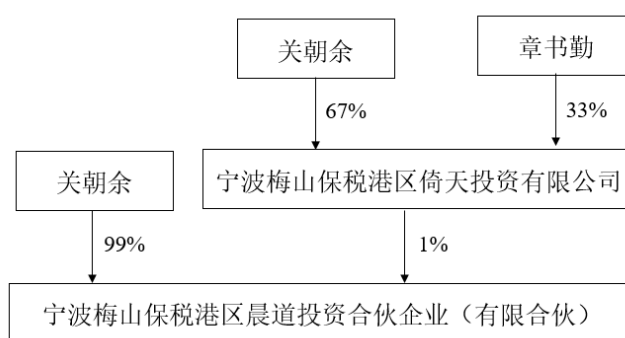 关朝余 章书勤
67% 33%
关朝余 宁波梅山保税港区倚天投资有限公司
99% 1%
宁波梅山保税港区晨道投资合伙企业（有限合伙）